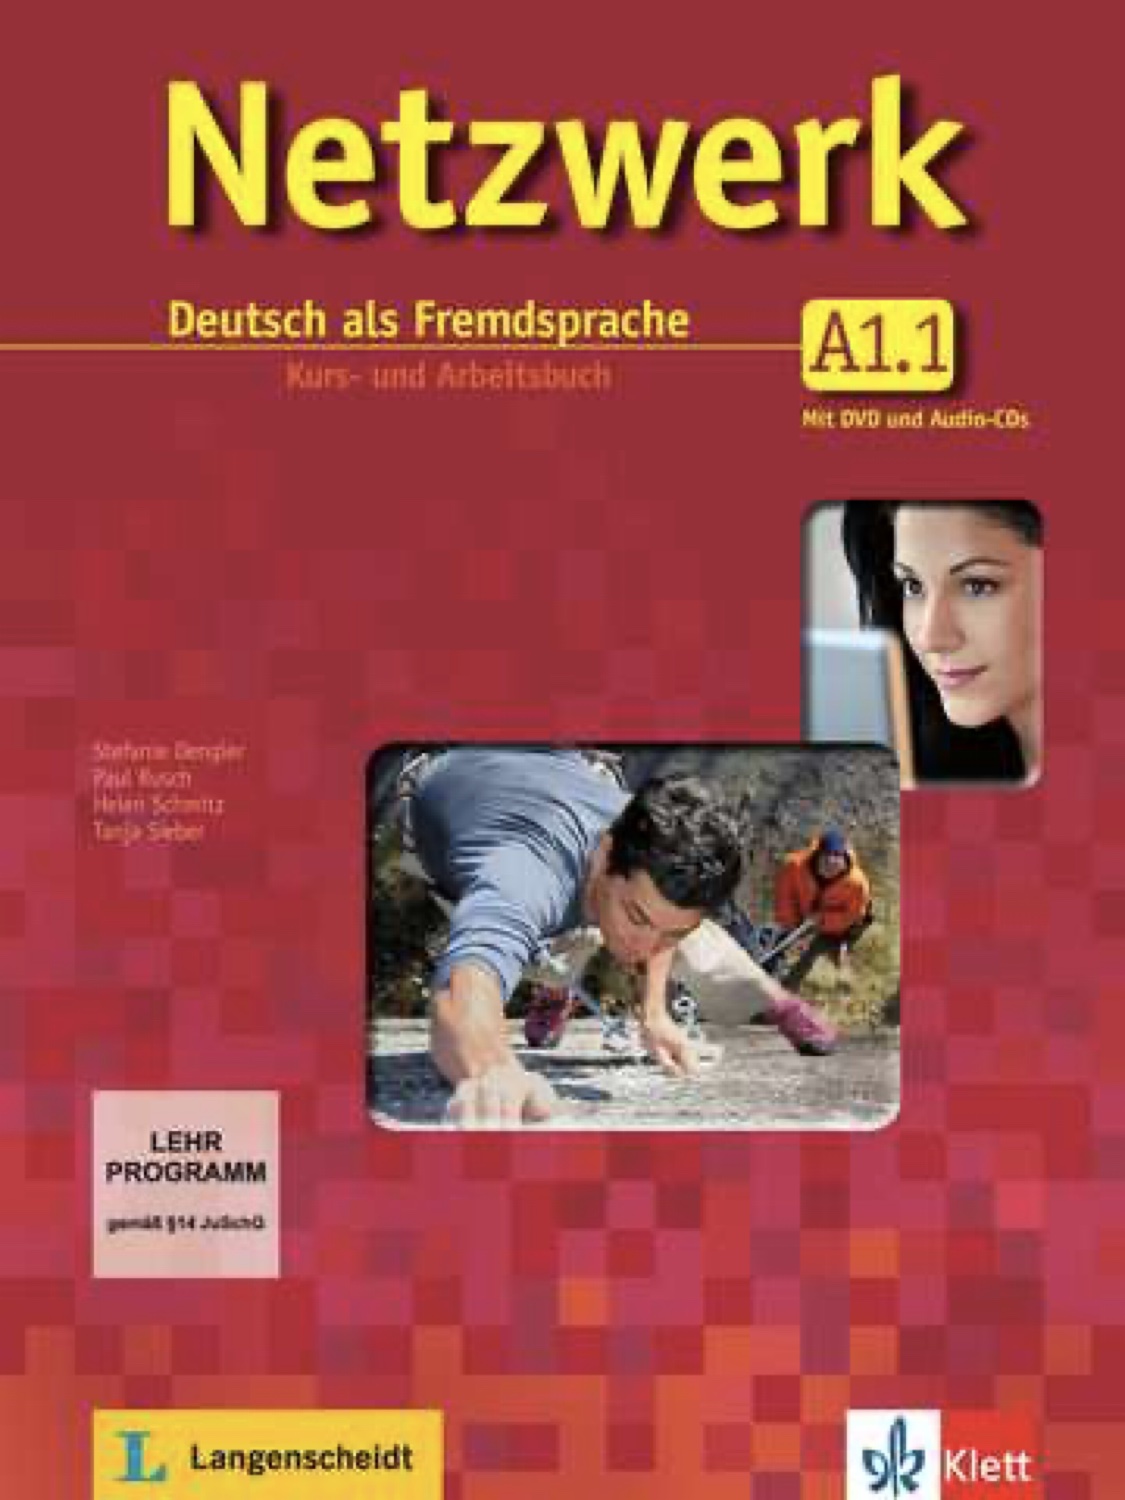 Netzwerk
Deutsch als Fremdsprache
A1.1
Kurs- und Arbeitsbuch
Mit DVD und Audio-CDs
Stefanie Dengler
Paul Rusch
Helen Schmitz
Tanja Sieber
LEHR
PROGRAMM
gemäß §14 JuSchG
Langenscheidt
Klett